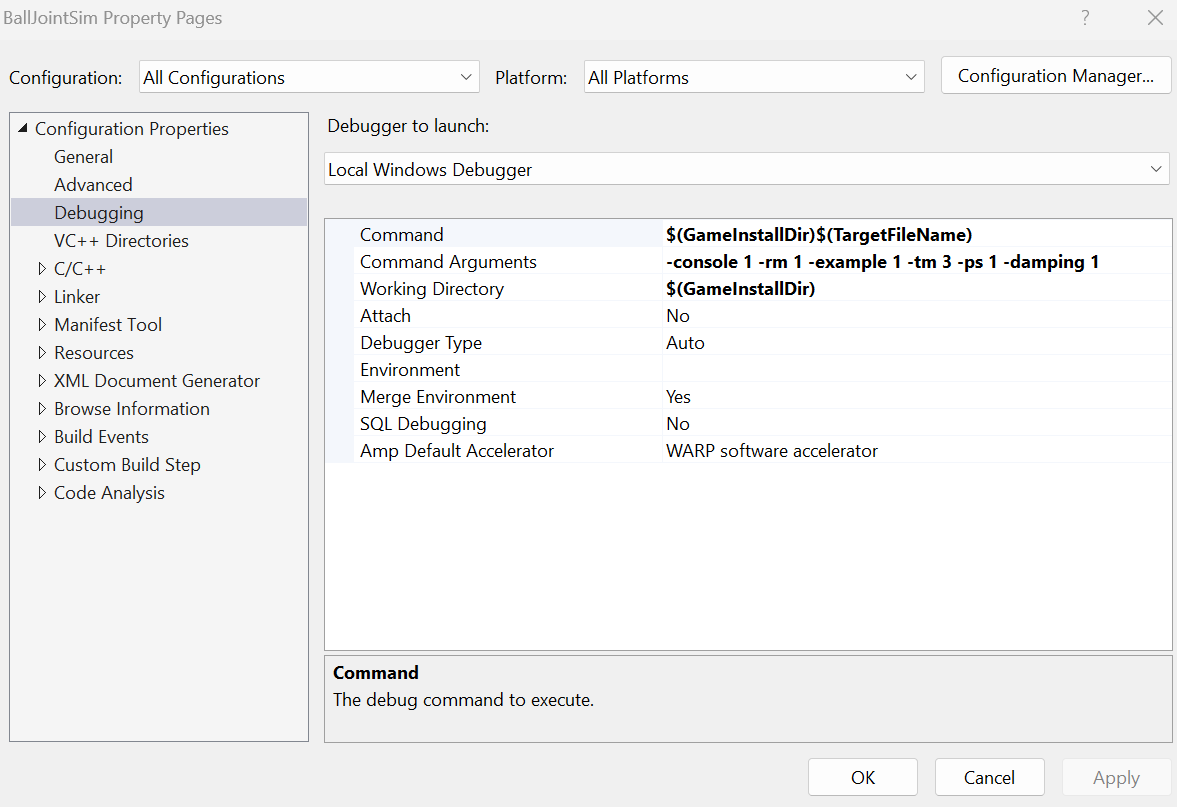 BallJointSim Property Pages ?
Configuration: All Configurations Platform: All Platforms Configuration Manager...
Configuration Properties
General
Advanced
Debugging
VC++ Directories
C/C++
Linker
Manifest Tool
Resources
XML Document Generator
Browse Information
Build Events
Custom Build Step
Code Analysis
Debugger to launch:
Local Windows Debugger
Command $(GameInstallDir)$(TargetFileName)
Command Arguments -console 1 -rm 1 -example 1 -tm 3 -ps 1 -damping 1
Working Directory $(GameInstallDir)
Attach No
Debugger Type Auto
Environment
Merge Environment Yes
SQL Debugging No
Amp Default Accelerator WARP software accelerator
Command
The debug command to execute.
OK Cancel Apply